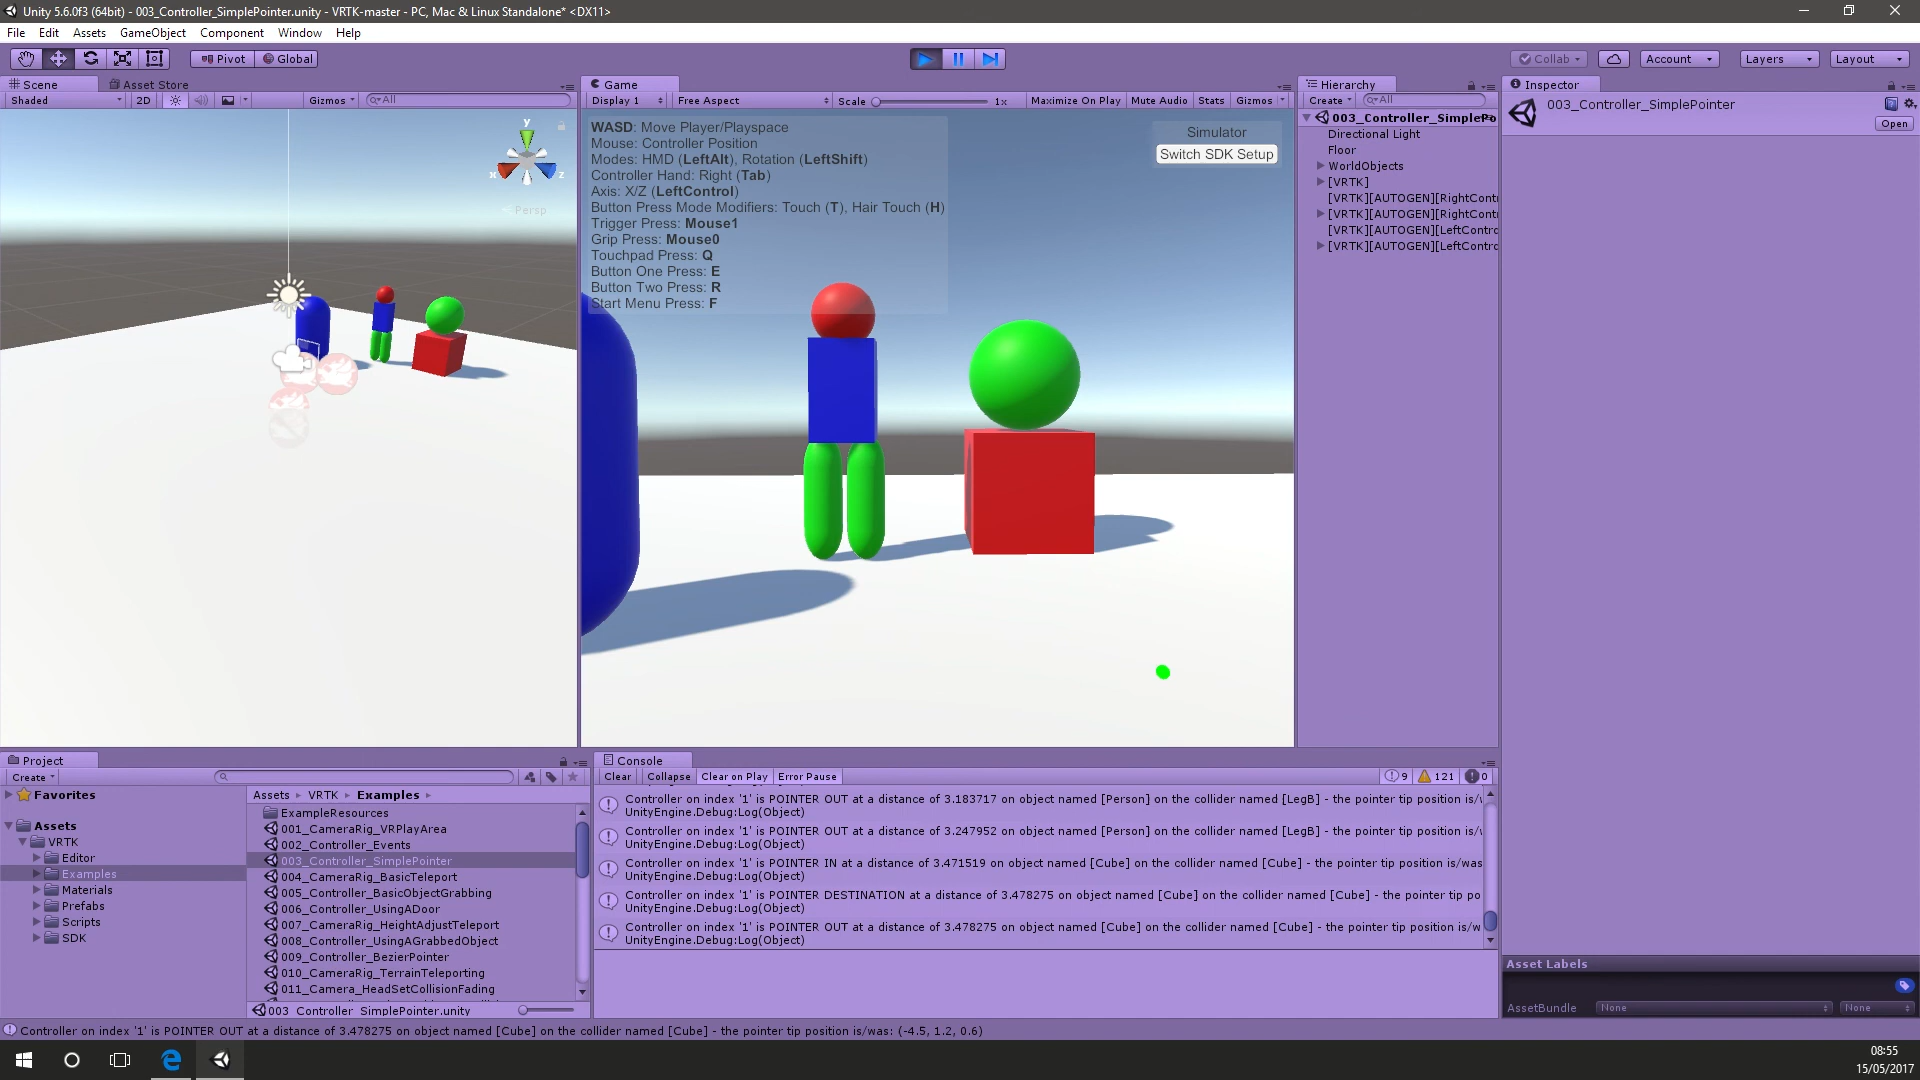 Unity 5.6.0f3 (64bit) - 003_Controller_SimplePointer.unity - VRTK-master - PC, Mac & Linux Standalone* <DX11>
File Edit Assets GameObject Component Window Help
Pivot Global Collab Account Layers Layout
Scene Asset Store
Shaded 2D Gizmos All
y
x z
Persp
Game
Display 1 Free Aspect Scale 1x Maximize On Play Mute Audio Stats Gizmos
WASD: Move Player/Playspace
Mouse: Controller Position
Modes: HMD (LeftAlt), Rotation (LeftShift)
Controller Hand: Right (Tab)
Axis: X/Z (LeftControl)
Button Press Mode Modifiers: Touch (T), Hair Touch (H)
Trigger Press: Mouse1
Grip Press: Mouse0
Touchpad Press: Q
Button One Press: E
Button Two Press: R
Start Menu Press: F
Simulator
Switch SDK Setup
Hierarchy
Create All
003_Controller_SimplePo
Directional Light
Floor
WorldObjects
[VRTK]
[VRTK][AUTOGEN][RightContr
[VRTK][AUTOGEN][RightContr
[VRTK][AUTOGEN][LeftContro
[VRTK][AUTOGEN][LeftContro
Inspector
003_Controller_SimplePointer
Open
Project
Create
Favorites
Assets
VRTK
Editor
Examples
Materials
Prefabs
Scripts
SDK
Assets VRTK Examples
ExampleResources
001_CameraRig_VRPlayArea
002_Controller_Events
003_Controller_SimplePointer
004_CameraRig_BasicTeleport
005_Controller_BasicObjectGrabbing
006_Controller_UsingADoor
007_CameraRig_HeightAdjustTeleport
008_Controller_UsingAGrabbedObject
009_Controller_BezierPointer
010_CameraRig_TerrainTeleporting
011_Camera_HeadSetCollisionFading
003_Controller_SimplePointer.unity
Console
Clear Collapse Clear on Play Error Pause 9 121 0
Controller on index '1' is POINTER OUT at a distance of 3.183717 on object named [Person] on the collider named [LegB] - the pointer tip position is/w
UnityEngine.Debug:Log(Object)
Controller on index '1' is POINTER OUT at a distance of 3.247952 on object named [Person] on the collider named [LegB] - the pointer tip position is/w
UnityEngine.Debug:Log(Object)
Controller on index '1' is POINTER IN at a distance of 3.471519 on object named [Cube] on the collider named [Cube] - the pointer tip position is/was
UnityEngine.Debug:Log(Object)
Controller on index '1' is POINTER DESTINATION at a distance of 3.478275 on object named [Cube] on the collider named [Cube] - the pointer tip po
UnityEngine.Debug:Log(Object)
Controller on index '1' is POINTER OUT at a distance of 3.478275 on object named [Cube] on the collider named [Cube] - the pointer tip position is/w
UnityEngine.Debug:Log(Object)
Asset Labels
AssetBundle None None
Controller on index '1' is POINTER OUT at a distance of 3.478275 on object named [Cube] on the collider named [Cube] - the pointer tip position is/was: (-4.5, 1.2, 0.6)
08:55
15/05/2017